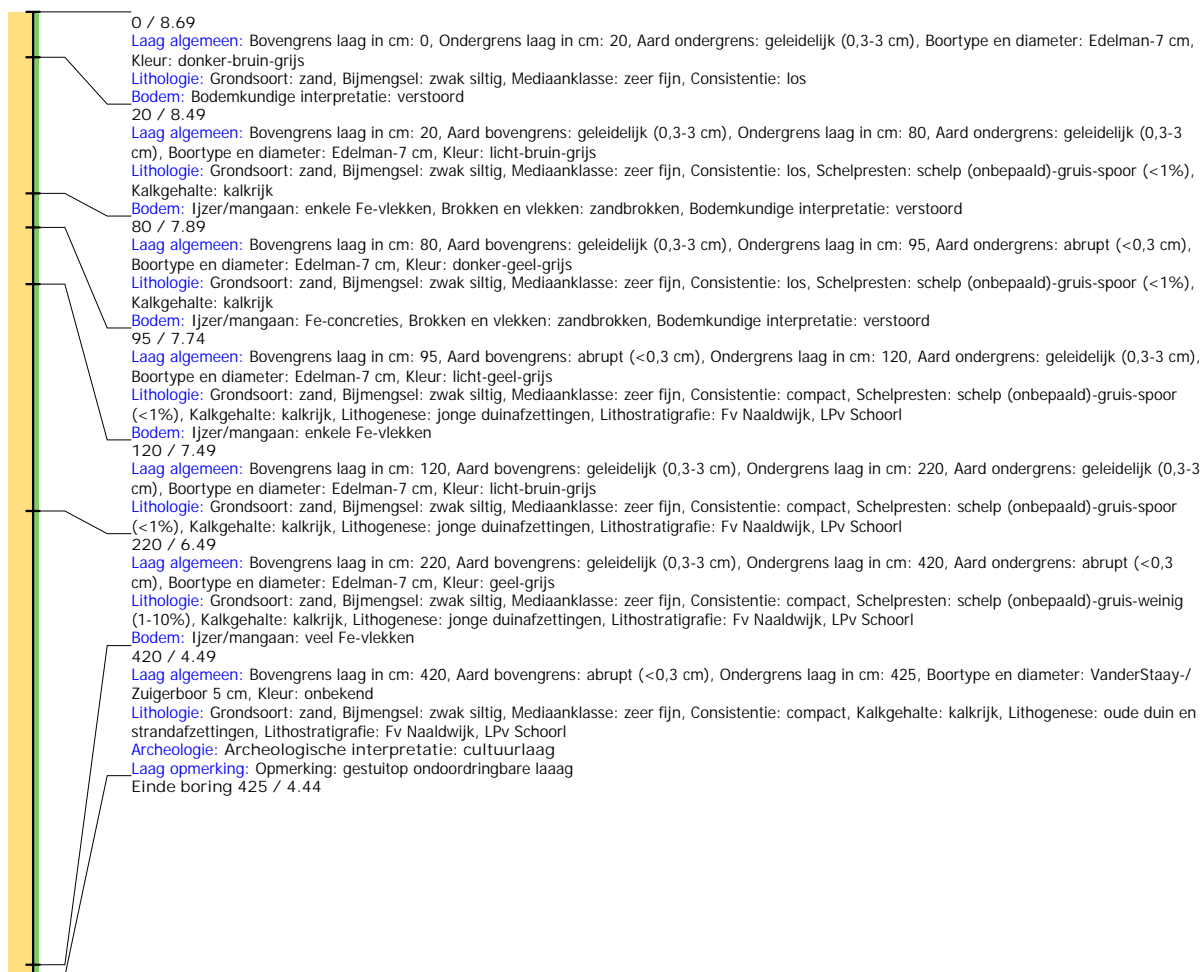 0 / 8.69
Laag algemeen: Bovengrens laag in cm: 0, Ondergrens laag in cm: 20, Aard ondergrens: geleidelijk (0,3-3 cm), Boortype en diameter: Edelman-7 cm,
Kleur: donker-bruin-grijs
Lithologie: Grondsoort: zand, Bijmengsel: zwak siltig, Mediaanklasse: zeer fijn, Consistentie: los
Bodem: Bodemkundige interpretatie: verstoord
20 / 8.49
Laag algemeen: Bovengrens laag in cm: 20, Aard bovengrens: geleidelijk (0,3-3 cm), Ondergrens laag in cm: 80, Aard ondergrens: geleidelijk (0,3-3
cm), Boortype en diameter: Edelman-7 cm, Kleur: licht-bruin-grijs
Lithologie: Grondsoort: zand, Bijmengsel: zwak siltig, Mediaanklasse: zeer fijn, Consistentie: los, Schelpresten: schelp (onbepaald)-gruis-spoor (<1%),
Kalkgehalte: kalkrijk
Bodem: Ijzer/mangaan: enkele Fe-vlekken, Brokken en vlekken: zandbrokken, Bodemkundige interpretatie: verstoord
80 / 7.89
Laag algemeen: Bovengrens laag in cm: 80, Aard bovengrens: geleidelijk (0,3-3 cm), Ondergrens laag in cm: 95, Aard ondergrens: abrupt (<0,3 cm),
Boortype en diameter: Edelman-7 cm, Kleur: donker-geel-grijs
Lithologie: Grondsoort: zand, Bijmengsel: zwak siltig, Mediaanklasse: zeer fijn, Consistentie: los, Schelpresten: schelp (onbepaald)-gruis-spoor (<1%),
Kalkgehalte: kalkrijk
Bodem: Ijzer/mangaan: Fe-concreties, Brokken en vlekken: zandbrokken, Bodemkundige interpretatie: verstoord
95 / 7.74
Laag algemeen: Bovengrens laag in cm: 95, Aard bovengrens: abrupt (<0,3 cm), Ondergrens laag in cm: 120, Aard ondergrens: geleidelijk (0,3-3 cm),
Boortype en diameter: Edelman-7 cm, Kleur: licht-geel-grijs
Lithologie: Grondsoort: zand, Bijmengsel: zwak siltig, Mediaanklasse: zeer fijn, Consistentie: compact, Schelpresten: schelp (onbepaald)-gruis-spoor
(<1%), Kalkgehalte: kalkrijk, Lithogenese: jonge duinafzettingen, Lithostratigrafie: Fv Naaldwijk, LPv Schoorl
Bodem: Ijzer/mangaan: enkele Fe-vlekken
120 / 7.49
Laag algemeen: Bovengrens laag in cm: 120, Aard bovengrens: geleidelijk (0,3-3 cm), Ondergrens laag in cm: 220, Aard ondergrens: geleidelijk (0,3-3
cm), Boortype en diameter: Edelman-7 cm, Kleur: licht-bruin-grijs
Lithologie: Grondsoort: zand, Bijmengsel: zwak siltig, Mediaanklasse: zeer fijn, Consistentie: compact, Schelpresten: schelp (onbepaald)-gruis-spoor
(<1%), Kalkgehalte: kalkrijk, Lithogenese: jonge duinafzettingen, Lithostratigrafie: Fv Naaldwijk, LPv Schoorl
220 / 6.49
Laag algemeen: Bovengrens laag in cm: 220, Aard bovengrens: geleidelijk (0,3-3 cm), Ondergrens laag in cm: 420, Aard ondergrens: abrupt (<0,3
cm), Boortype en diameter: Edelman-7 cm, Kleur: geel-grijs
Lithologie: Grondsoort: zand, Bijmengsel: zwak siltig, Mediaanklasse: zeer fijn, Consistentie: compact, Schelpresten: schelp (onbepaald)-gruis-weinig
(1-10%), Kalkgehalte: kalkrijk, Lithogenese: jonge duinafzettingen, Lithostratigrafie: Fv Naaldwijk, LPv Schoorl
Bodem: Ijzer/mangaan: veel Fe-vlekken
420 / 4.49
Laag algemeen: Bovengrens laag in cm: 420, Aard bovengrens: abrupt (<0,3 cm), Ondergrens laag in cm: 425, Boortype en diameter: VanderStaay-/
Zuigerboor 5 cm, Kleur: onbekend
Lithologie: Grondsoort: zand, Bijmengsel: zwak siltig, Mediaanklasse: zeer fijn, Consistentie: compact, Kalkgehalte: kalkrijk, Lithogenese: oude duin en
strandafzettingen, Lithostratigrafie: Fv Naaldwijk, LPv Schoorl
Archeologie: Archeologische interpretatie: cultuurlaag
Laag opmerking: Opmerking: gestuitop ondoordringbare laaag
Einde boring 425 / 4.44